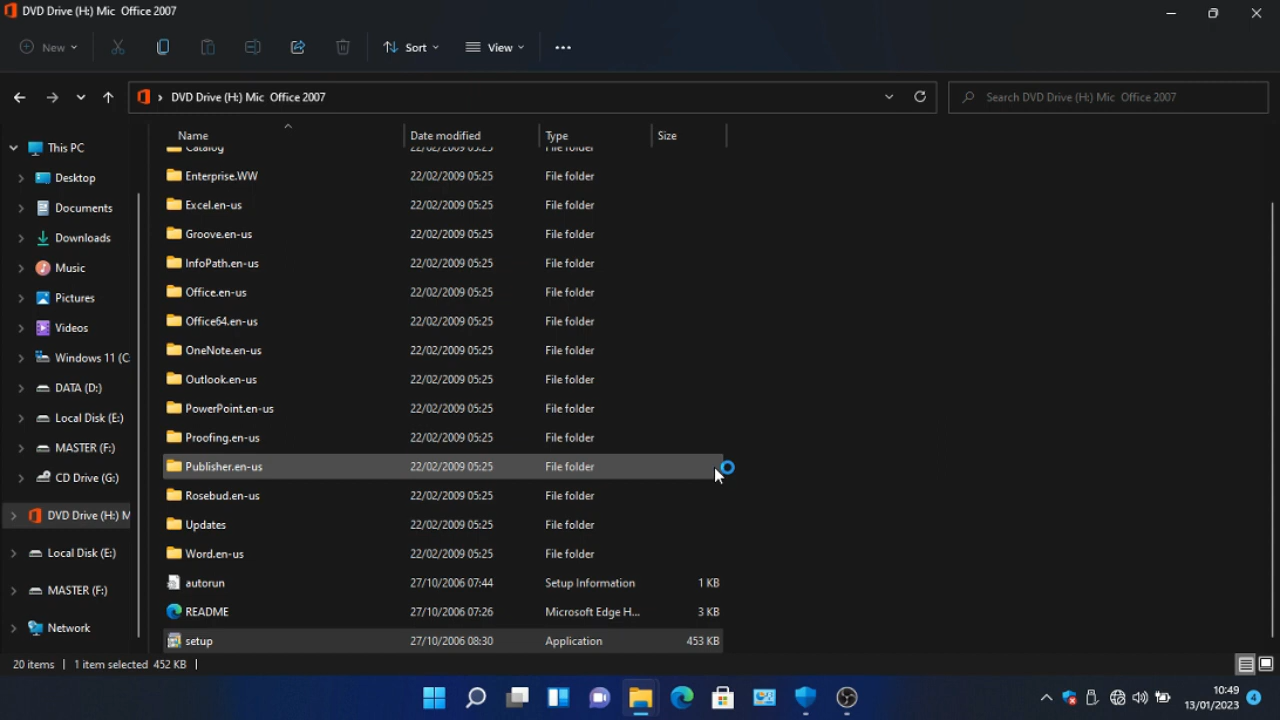 DVD Drive (H:) Mic Office 2007
New Sort View
DVD Drive (H:) Mic Office 2007 Search DVD Drive (H:) Mic Office 2007
Name Date modified Type Size
This PC
Desktop
Documents
Downloads
Music
Pictures
Videos
Windows 11 (C
DATA (D:)
Local Disk (E:)
MASTER (F:)
CD Drive (G:)
DVD Drive (H:) M
Local Disk (E:)
MASTER (F:)
Network
Catalog 22/02/2009 05:25 File folder
Enterprise.WW 22/02/2009 05:25 File folder
Excel.en-us 22/02/2009 05:25 File folder
Groove.en-us 22/02/2009 05:25 File folder
InfoPath.en-us 22/02/2009 05:25 File folder
Office.en-us 22/02/2009 05:25 File folder
Office64.en-us 22/02/2009 05:25 File folder
OneNote.en-us 22/02/2009 05:25 File folder
Outlook.en-us 22/02/2009 05:25 File folder
PowerPoint.en-us 22/02/2009 05:25 File folder
Proofing.en-us 22/02/2009 05:25 File folder
Publisher.en-us 22/02/2009 05:25 File folder
Rosebud.en-us 22/02/2009 05:25 File folder
Updates 22/02/2009 05:25 File folder
Word.en-us 22/02/2009 05:25 File folder
autorun 27/10/2006 07:44 Setup Information 1 KB
README 27/10/2006 07:26 Microsoft Edge H... 3 KB
setup 27/10/2006 08:30 Application 453 KB
20 items 1 item selected 452 KB
10:49
13/01/2023 4